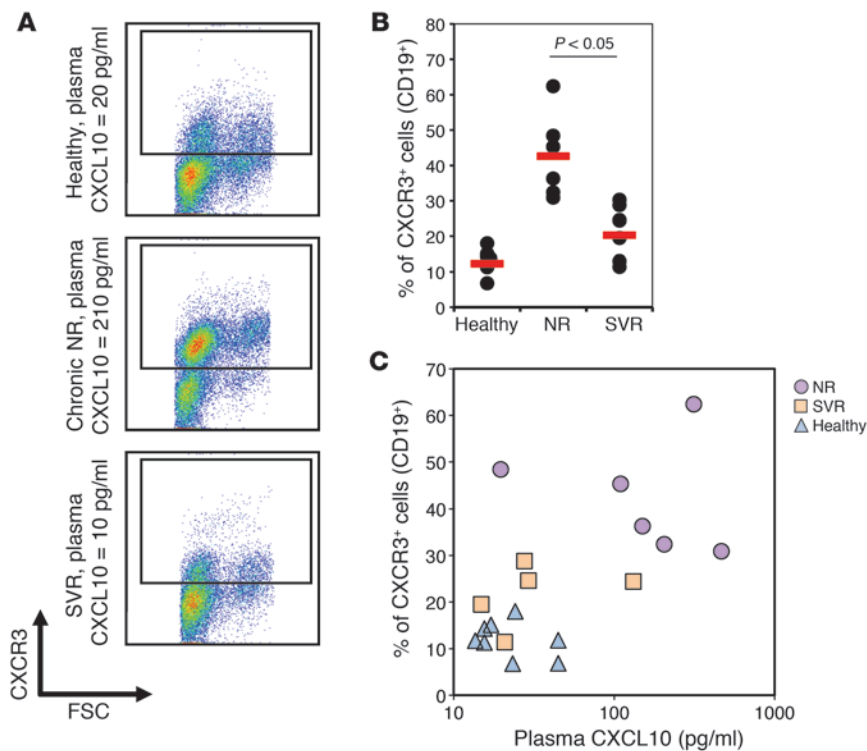 A
Healthy, plasma
CXCL10 = 20 pg/ml
Chronic NR, plasma
CXCL10 = 210 pg/ml
SVR, plasma
CXCL10 = 10 pg/ml
CXCR3
FSC
B
% of CXCR3⁺ cells (CD19⁺)
80
70
60
50
40
30
20
10
0
P < 0.05
Healthy NR SVR
C
% of CXCR3⁺ cells (CD19⁺)
70
60
50
40
30
20
10
0
10 100 1000
Plasma CXCL10 (pg/ml)
NR
SVR
Healthy